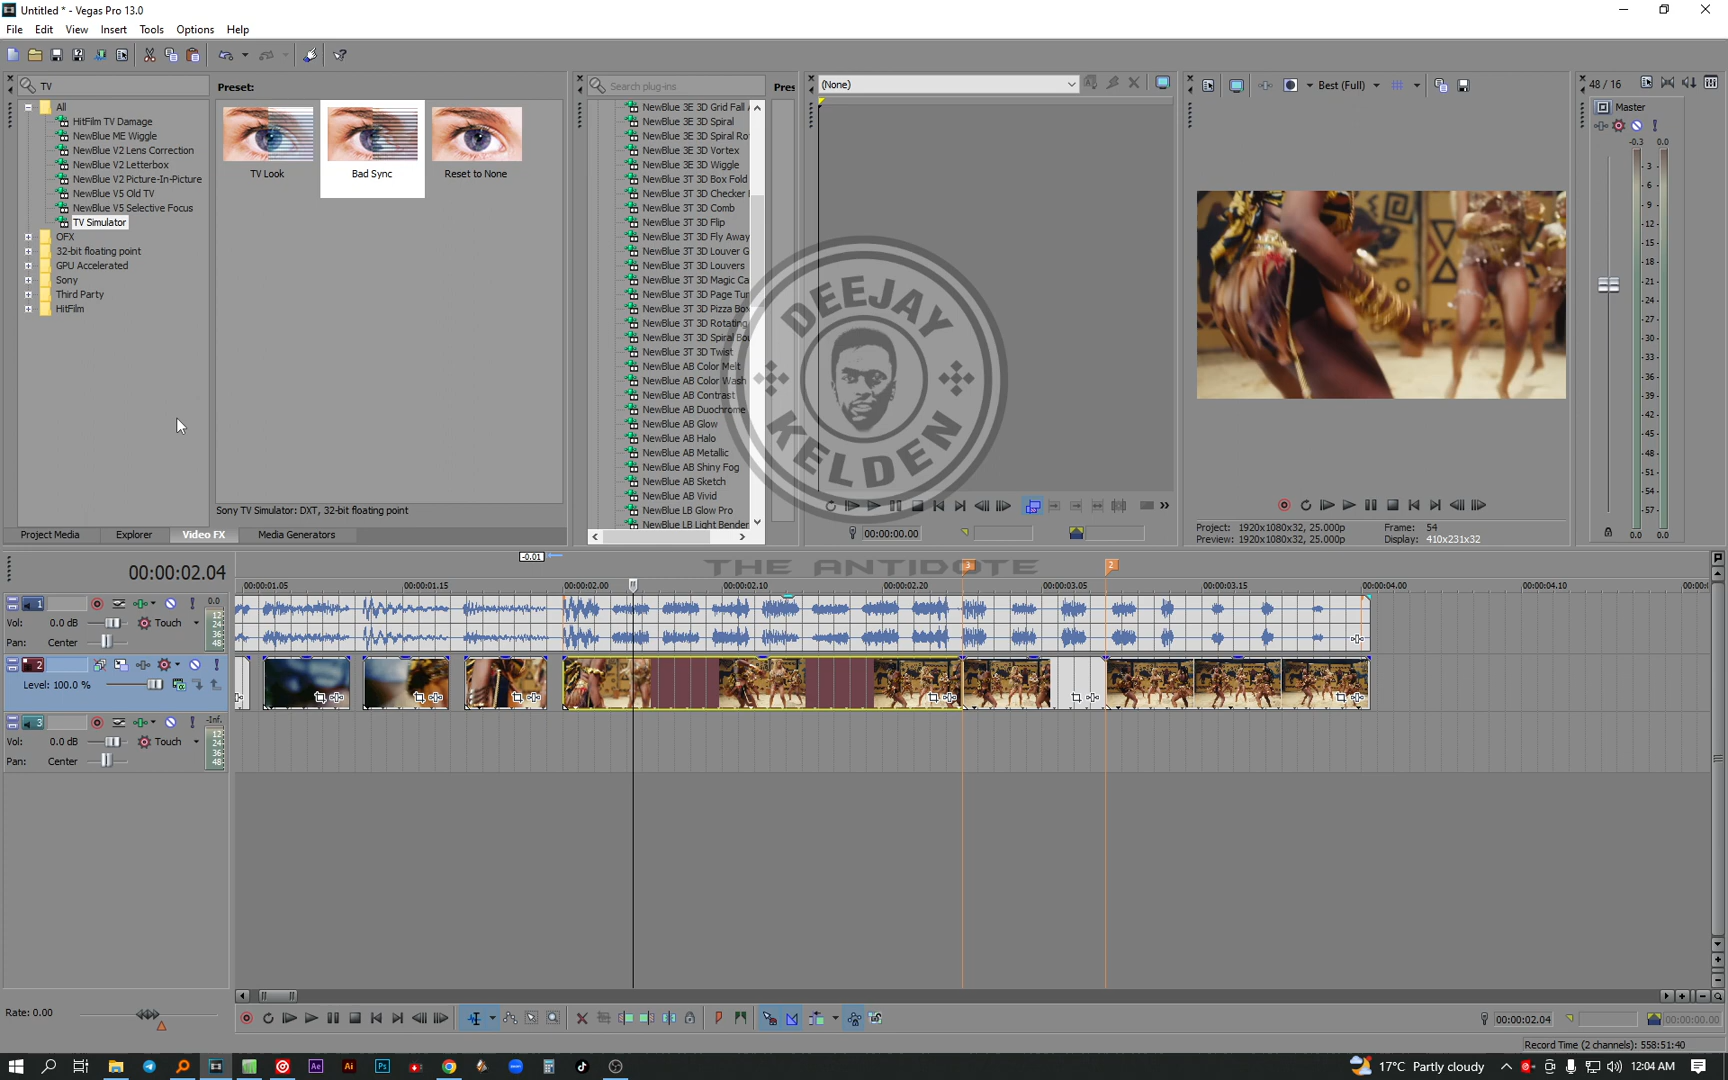 Untitled * - Vegas Pro 13.0
File Edit View Insert Tools Options Help
TV
All
HitFilm TV Damage
NewBlue ME Wiggle
NewBlue V2 Lens Correction
NewBlue V2 Letterbox
NewBlue V2 Picture-In-Picture
NewBlue V5 Old TV
NewBlue V5 Selective Focus
TV Simulator
OFX
32-bit floating point
GPU Accelerated
Sony
Third Party
HitFilm
Preset:
TV Look
Bad Sync
Reset to None
Sony TV Simulator: DXT, 32-bit floating point
Project Media Explorer Video FX Media Generators
Search plug-ins
Pres
NewBlue 3E 3D Grid Fall
NewBlue 3E 3D Spiral
NewBlue 3E 3D Spiral Ro
NewBlue 3E 3D Vortex
NewBlue 3E 3D Wiggle
NewBlue 3T 3D Box Fold
NewBlue 3T 3D Checker
NewBlue 3T 3D Comb
NewBlue 3T 3D Flip
NewBlue 3T 3D Fly Away
NewBlue 3T 3D Louver G
NewBlue 3T 3D Louvers
NewBlue 3T 3D Magic Ca
NewBlue 3T 3D Page Tur
NewBlue 3T 3D Pizza Box
NewBlue 3T 3D Rotating
NewBlue 3T 3D Spiral Bou
NewBlue 3T 3D Twist
NewBlue AB Color Melt
NewBlue AB Color Wash
NewBlue AB Contrast
NewBlue AB Duochrome
NewBlue AB Glow
NewBlue AB Halo
NewBlue AB Metallic
NewBlue AB Shiny Fog
NewBlue AB Sketch
NewBlue AB Vivid
NewBlue LB Glow Pro
NewBlue LB Light Bender
(None)
00:00:00.00
DEEJAY
KELDEN
THE ANTIDOTE
Best (Full)
Project: 1920x1080x32, 25.000p
Preview: 1920x1080x32, 25.000p
Frame: 54
Display: 410x231x32
48 / 16
Master
-0.3 0.0
-3-
-6-
-9-
-12-
-15-
-18-
-21-
-24-
-27-
-30-
-33-
-36-
-39-
-42-
-45-
-48-
-51-
-54-
-57-
0.0 0.0
-0.01
00:00:02.04
00:00:01.05 00:00:01.15 00:00:02.00 00:00:02.10 00:00:02.20 00:00:03.05 00:00:03.15 00:00:04.00 00:00:04.10 00:00:0
3
2
1
0.0
Vol: 0.0 dB Touch
Pan: Center
12
24
36
48
2
Level: 100.0 %
3
-Inf.
Vol: 0.0 dB Touch
Pan: Center
12
24
36
48
Rate: 0.00
00:00:02.04
00:00:00.00
Record Time (2 channels): 558:51:40
Ae Ai Ps
17°C Partly cloudy
12:04 AM